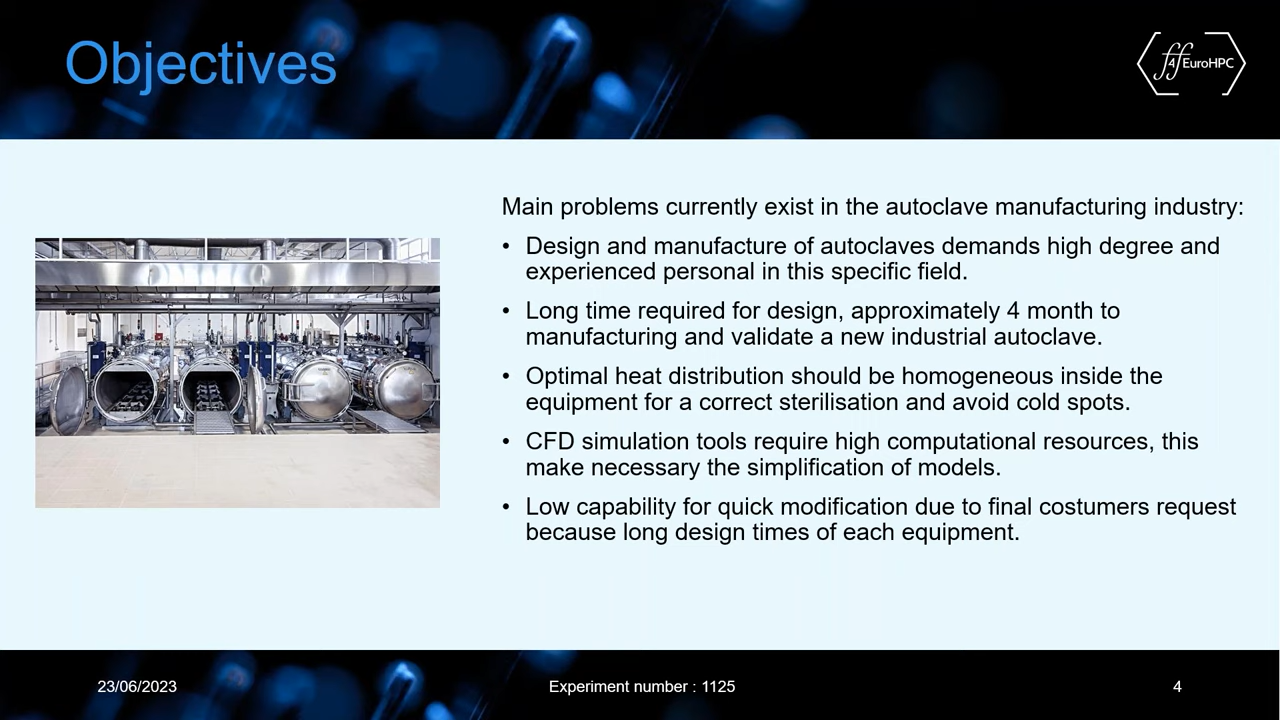 Objectives
ff4EuroHPC
Main problems currently exist in the autoclave manufacturing industry:
• Design and manufacture of autoclaves demands high degree and
experienced personal in this specific field.
• Long time required for design, approximately 4 month to
manufacturing and validate a new industrial autoclave.
• Optimal heat distribution should be homogeneous inside the
equipment for a correct sterilisation and avoid cold spots.
• CFD simulation tools require high computational resources, this
make necessary the simplification of models.
• Low capability for quick modification due to final costumers request
because long design times of each equipment.
23/06/2023
Experiment number : 1125
4